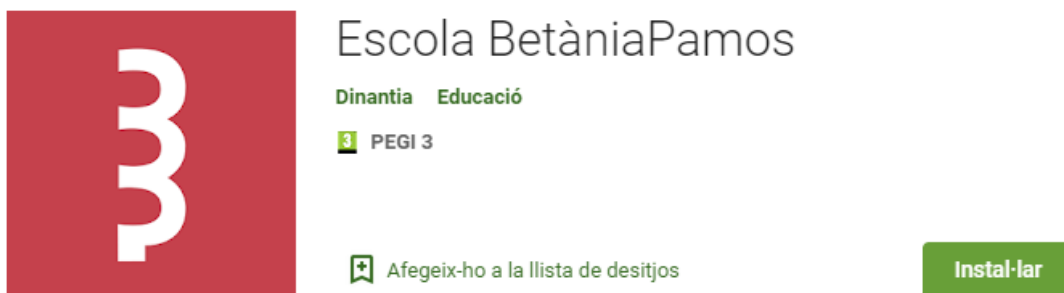 Escola BetàniaPamos
Dinantia Educació
3 PEGI 3
Afegeix-ho a la llista de desitjos
Instal·lar